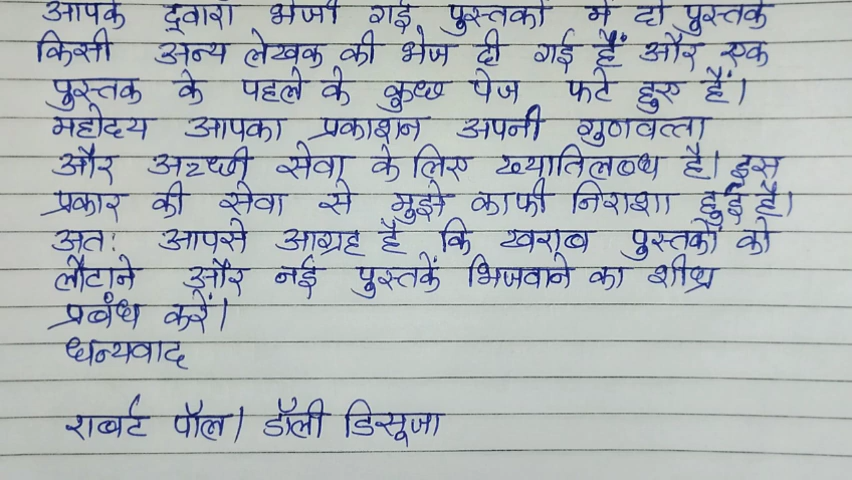 आपके द्वारा भेजी गई पुस्तकों में दो पुस्तकें
किसी अन्य लेखक की भेज दी गई हैं और एक
पुस्तक के पहले के कुछ पेज फटे हुए हैं।
महोदय आपका प्रकाशन अपनी गुणवत्ता
और अच्छी सेवा के लिए ख्यातिलब्ध है। इस
प्रकार की सेवा से मुझे काफी निराशा हुई है।
अतः आपसे आग्रह है कि खराब पुस्तकों को
लौटाने और नई पुस्तकें भिजवाने का शीघ्र
प्रबंध करें।
धन्यवाद
राबर्ट पॉल/ डॉली डिसूजा